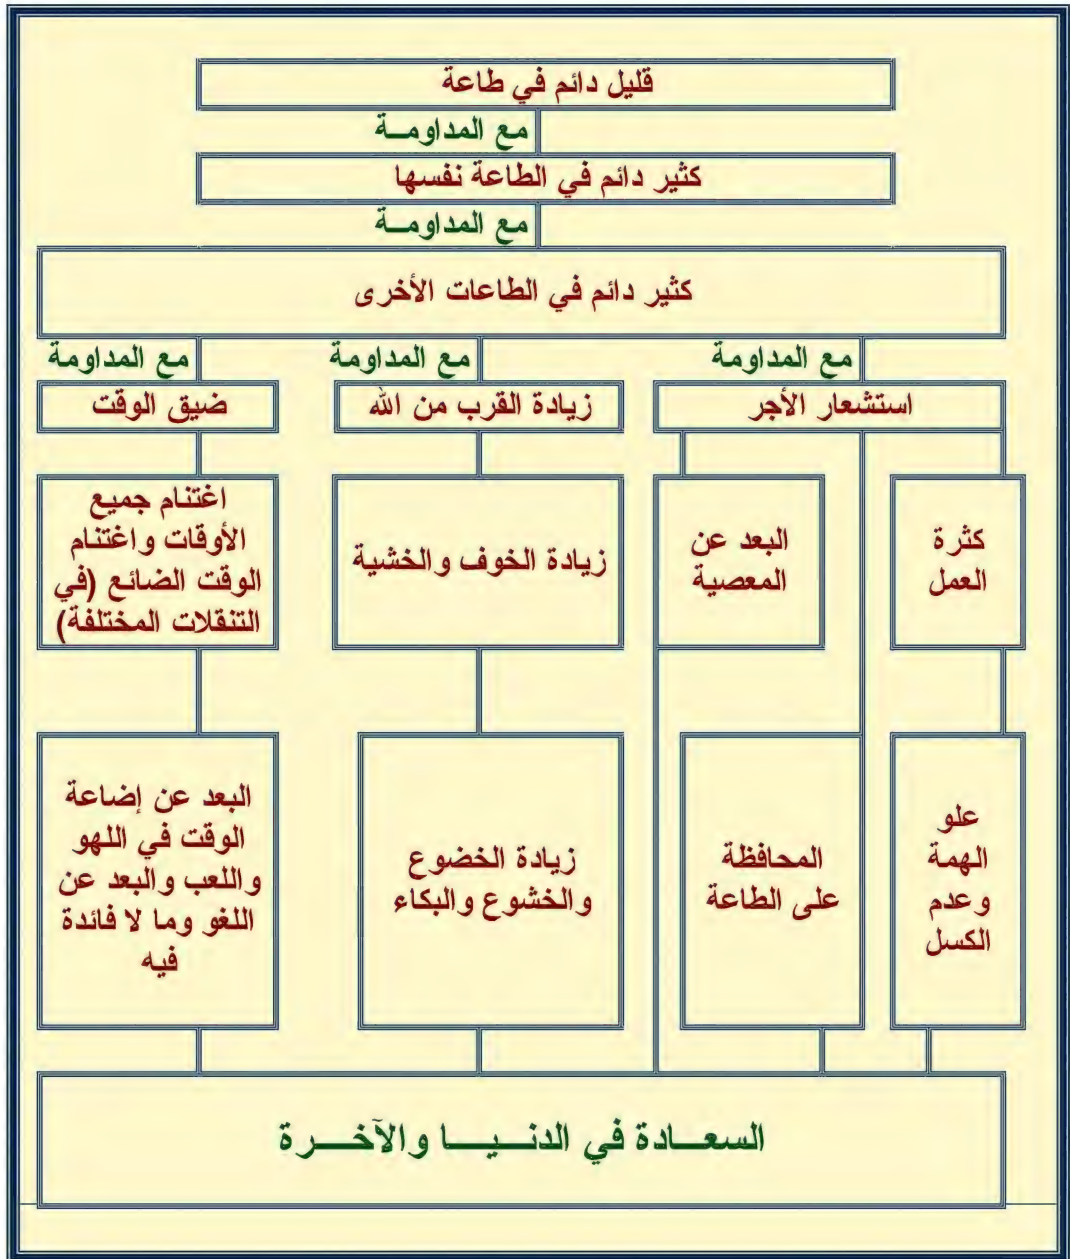 قليل دائم في طاعة
مع المداومــة
كثير دائم في الطاعة نفسها
مع المداومــة
كثير دائم في الطاعات الأخرى
مع المداومة
مع المداومة
مع المداومة
استشعار الأجر
زيادة القرب من الله
ضيق الوقت
كثرة
العمل
البعد عن
المعصية
زيادة الخوف والخشية
اغتنام جميع
الأوقات واغتنام
الوقت الضائع (في
التنقلات المختلفة)
علو
الهمة
وعدم
الكسل
المحافظة
على الطاعة
زيادة الخضوع
والخشوع والبكاء
البعد عن إضاعة
الوقت في اللهو
واللعب والبعد عن
اللغو وما لا فائدة
فيه
السعــادة في الدنـــيـــا والآخـــرة